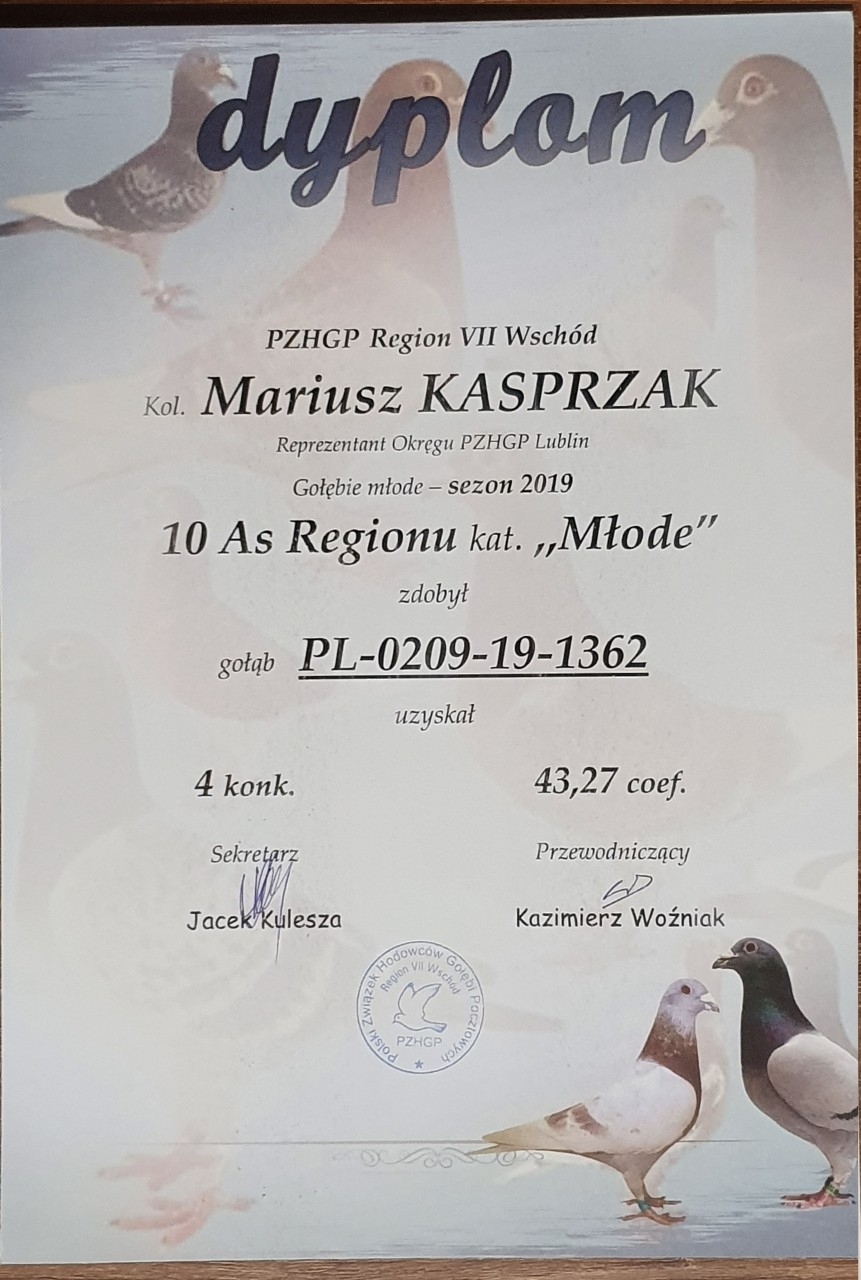 dyplom
PZHGP Region VII Wschód
Kol. Mariusz KASPRZAK
Reprezentant Okręgu PZHGP Lublin
Gołębie młode – sezon 2019
10 As Regionu kat. „Młode”
zdobył
gołąb PL-0209-19-1362
uzyskał
4 konk. 43,27 coef.
Sekretarz Przewodniczący
Jacek Kulesza Kazimierz Woźniak
Polski Związek Hodowców Gołębi Pocztowych
Region VII Wschód
PZHGP